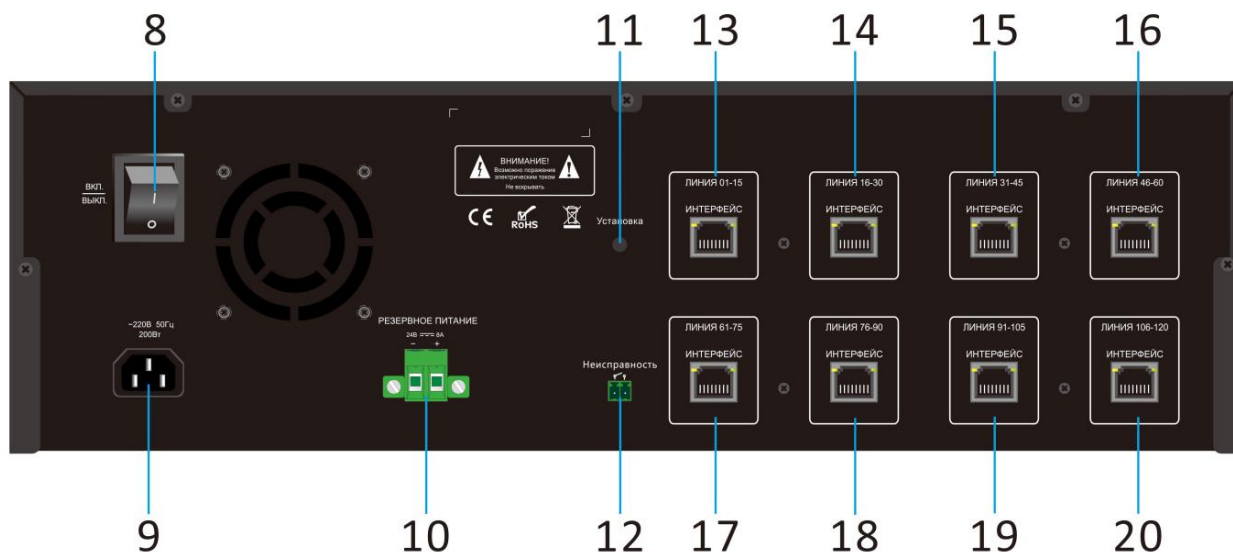 8
11
13
14
15
16
ВКЛ.
ВЫКЛ.
I
O
ВНИМАНИЕ!
Возможно поражение
электрическим током
Не вскрывать
CE
RoHS
Установка
ЛИНИЯ 01-15
ИНТЕРФЕЙС
ЛИНИЯ 16-30
ИНТЕРФЕЙС
ЛИНИЯ 31-45
ИНТЕРФЕЙС
ЛИНИЯ 46-60
ИНТЕРФЕЙС
~220В 50Гц
200Вт
РЕЗЕРВНОЕ ПИТАНИЕ
24В 8А
− +
Неисправность
ЛИНИЯ 61-75
ИНТЕРФЕЙС
ЛИНИЯ 76-90
ИНТЕРФЕЙС
ЛИНИЯ 91-105
ИНТЕРФЕЙС
ЛИНИЯ 106-120
ИНТЕРФЕЙС
9
10
12
17
18
19
20